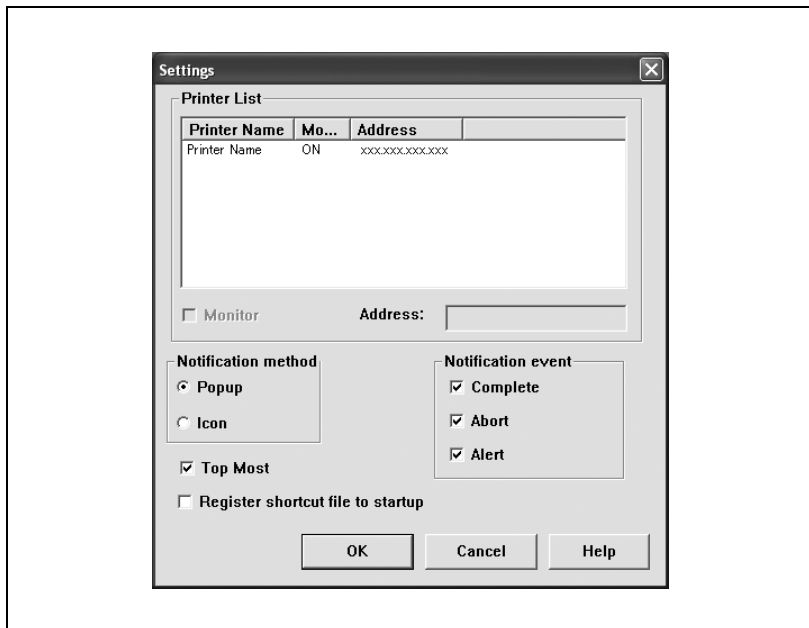 Settings
Printer List
Printer Name Mo... Address
Printer Name ON xxx.xxx.xxx.xxx
Monitor Address:
Notification method
Popup
Icon
Notification event
Complete
Abort
Alert
Top Most
Register shortcut file to startup
OK Cancel Help